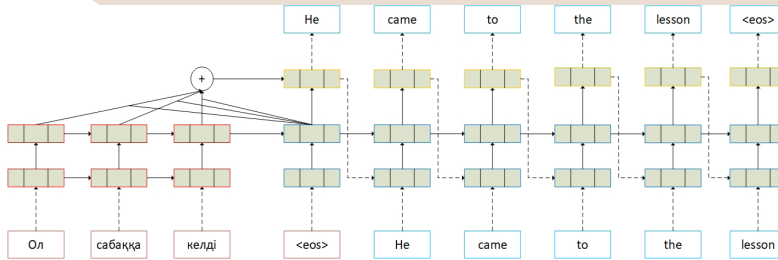 He came to the lesson <eos>
+
Ол сабаққа келді <eos> He came to the lesson